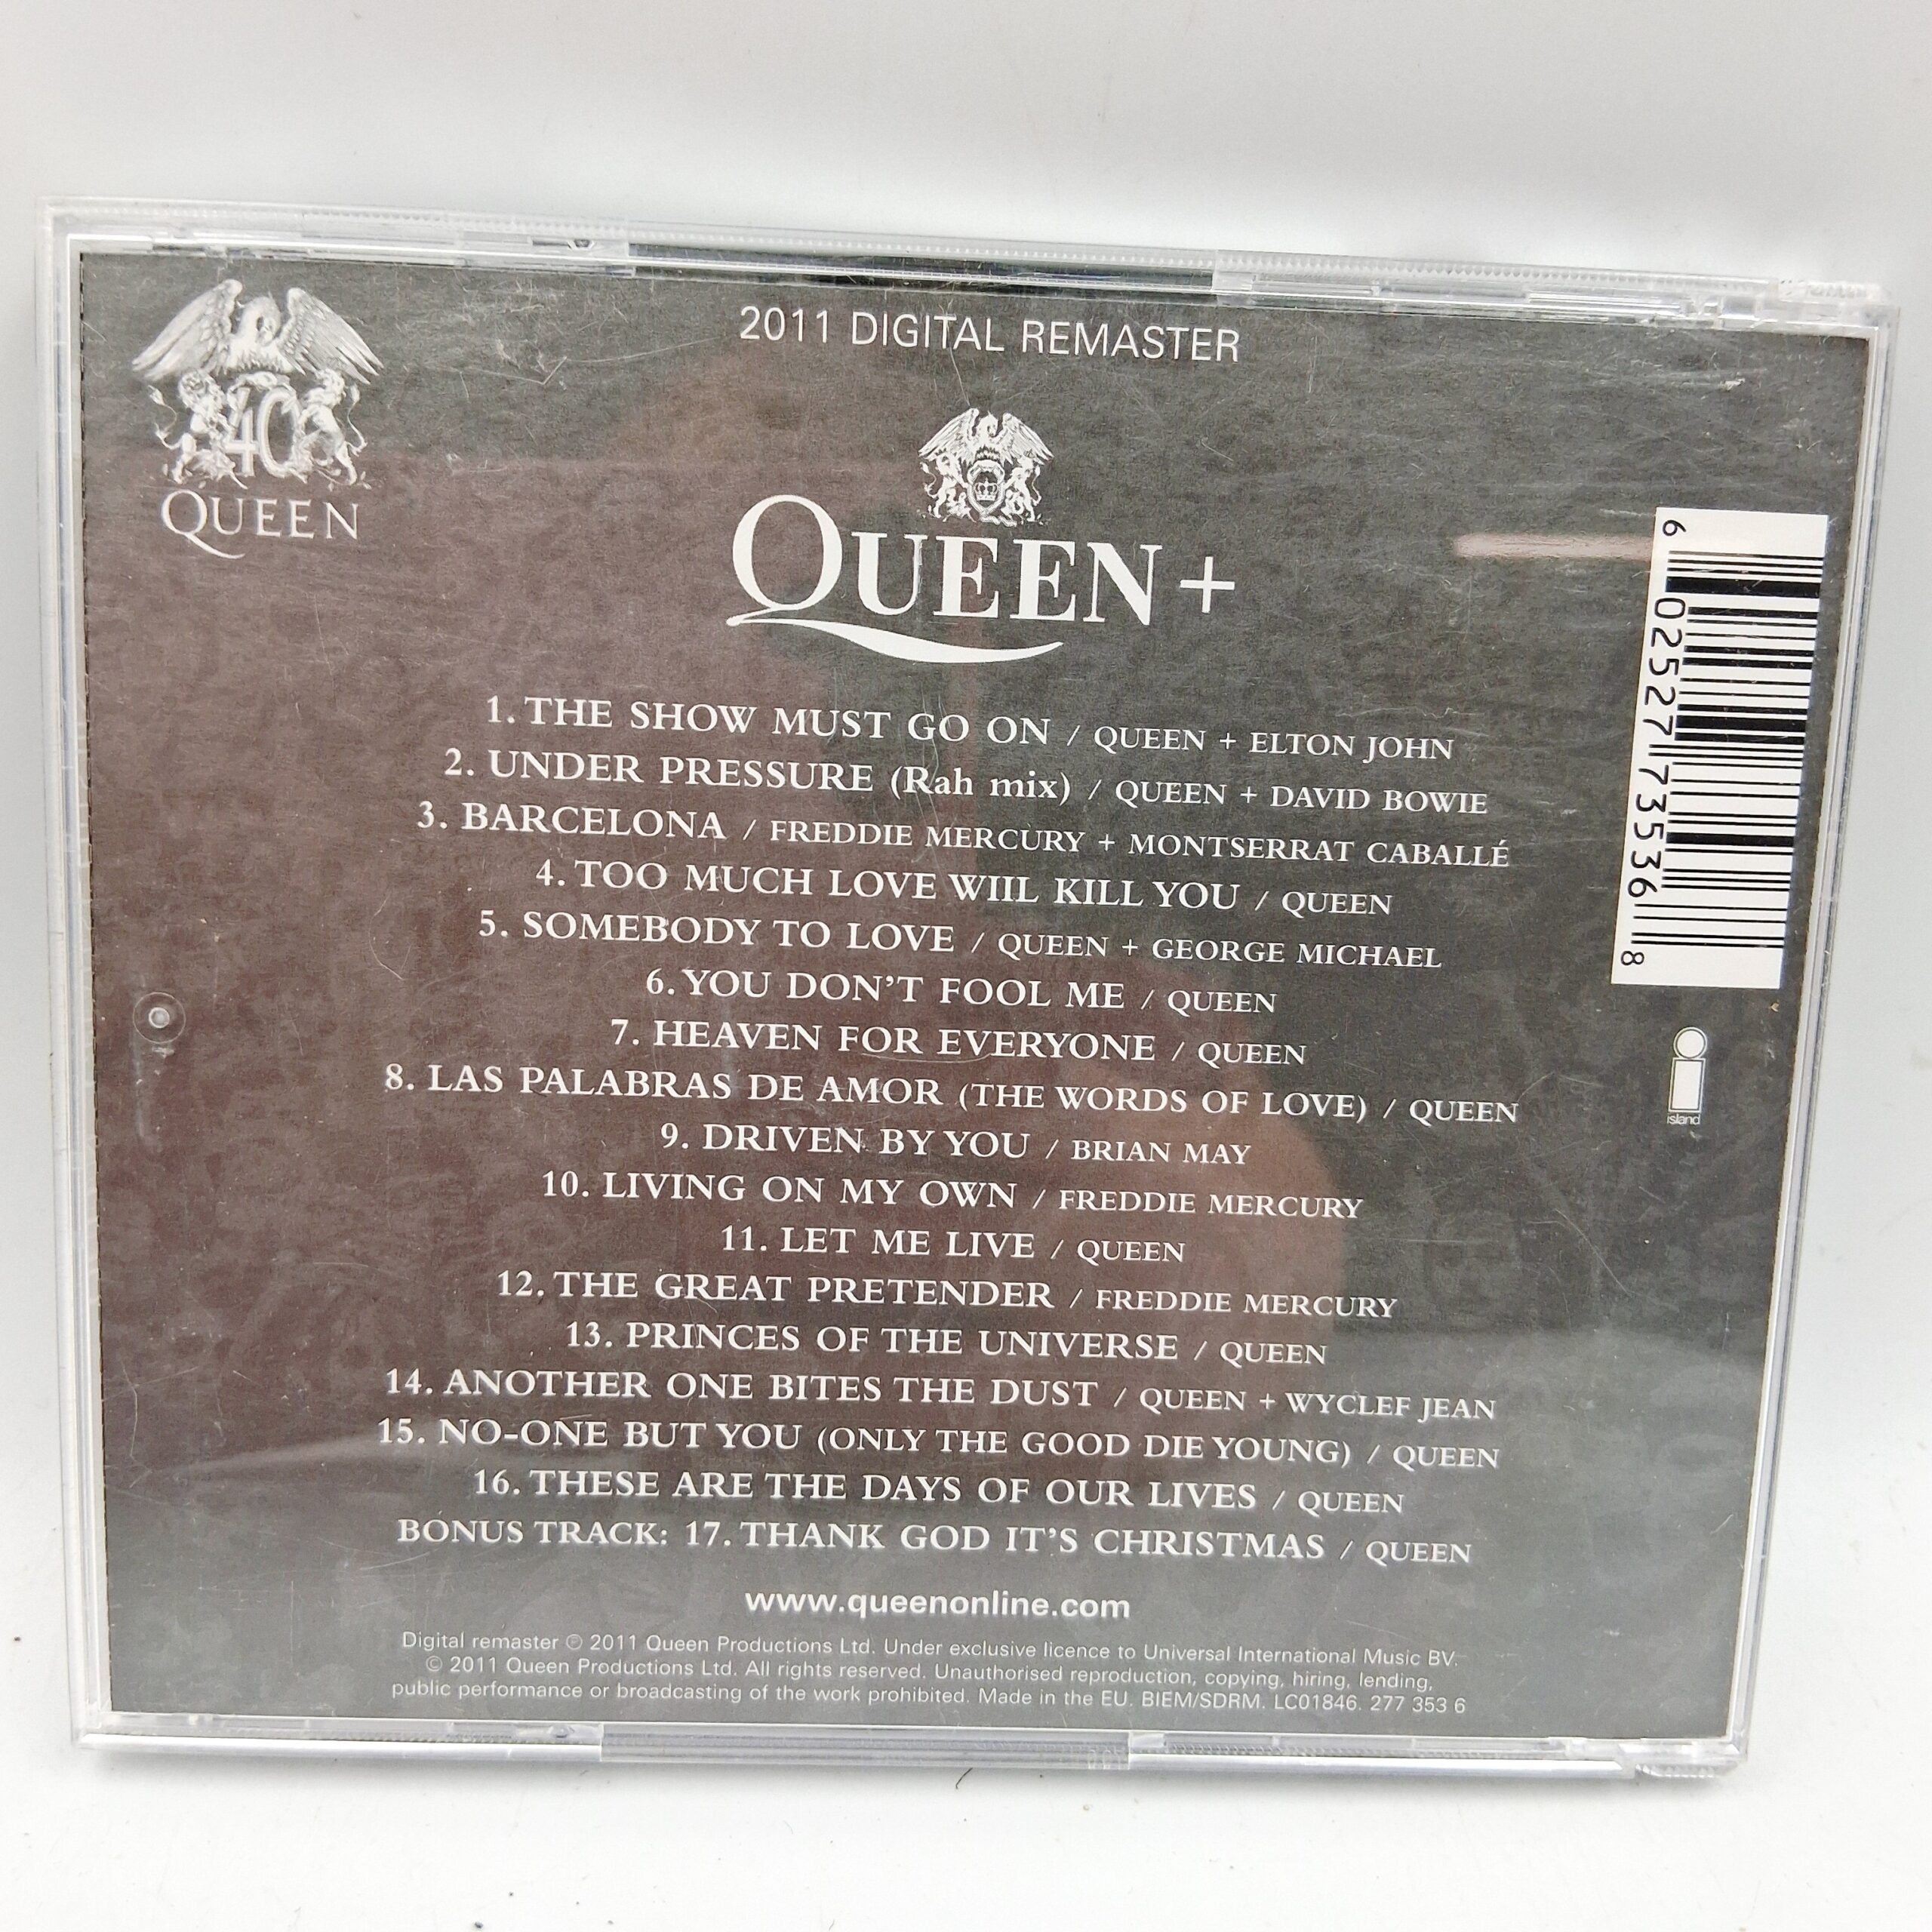 2011 DIGITAL REMASTER
40
QUEEN
QUEEN +
1. THE SHOW MUST GO ON / QUEEN + ELTON JOHN
2. UNDER PRESSURE (Rah mix) / QUEEN + DAVID BOWIE
3. BARCELONA / FREDDIE MERCURY + MONTSERRAT CABALLÉ
4. TOO MUCH LOVE WIIL KILL YOU / QUEEN
5. SOMEBODY TO LOVE / QUEEN + GEORGE MICHAEL
6. YOU DON'T FOOL ME / QUEEN
7. HEAVEN FOR EVERYONE / QUEEN
8. LAS PALABRAS DE AMOR (THE WORDS OF LOVE) / QUEEN
9. DRIVEN BY YOU / BRIAN MAY
10. LIVING ON MY OWN / FREDDIE MERCURY
11. LET ME LIVE / QUEEN
12. THE GREAT PRETENDER / FREDDIE MERCURY
13. PRINCES OF THE UNIVERSE / QUEEN
14. ANOTHER ONE BITES THE DUST / QUEEN + WYCLEF JEAN
15. NO-ONE BUT YOU (ONLY THE GOOD DIE YOUNG) / QUEEN
16. THESE ARE THE DAYS OF OUR LIVES / QUEEN
BONUS TRACK: 17. THANK GOD IT'S CHRISTMAS / QUEEN
www.queenonline.com
Digital remaster ℗ 2011 Queen Productions Ltd. Under exclusive licence to Universal International Music BV.
© 2011 Queen Productions Ltd. All rights reserved. Unauthorised reproduction, copying, hiring, lending,
public performance or broadcasting of the work prohibited. Made in the EU. BIEM/SDRM. LC01846. 277 353 6
6 02527 73536 8
island